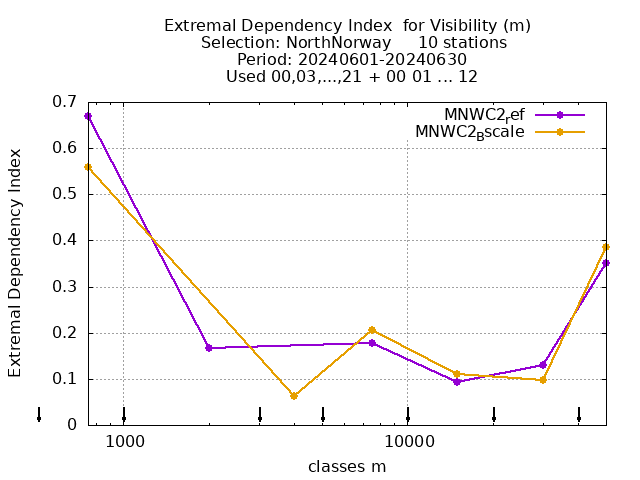 Extremal Dependency Index  for Visibility (m)
Selection: NorthNorway     10 stations
Period: 20240601-20240630
Used 00,03,...,21 + 00 01 ... 12
MNWC2ref
MNWC2Bscale
0.7
0.6
0.5
0.4
0.3
0.2
0.1
0
Extremal Dependency Index
1000
10000
classes m